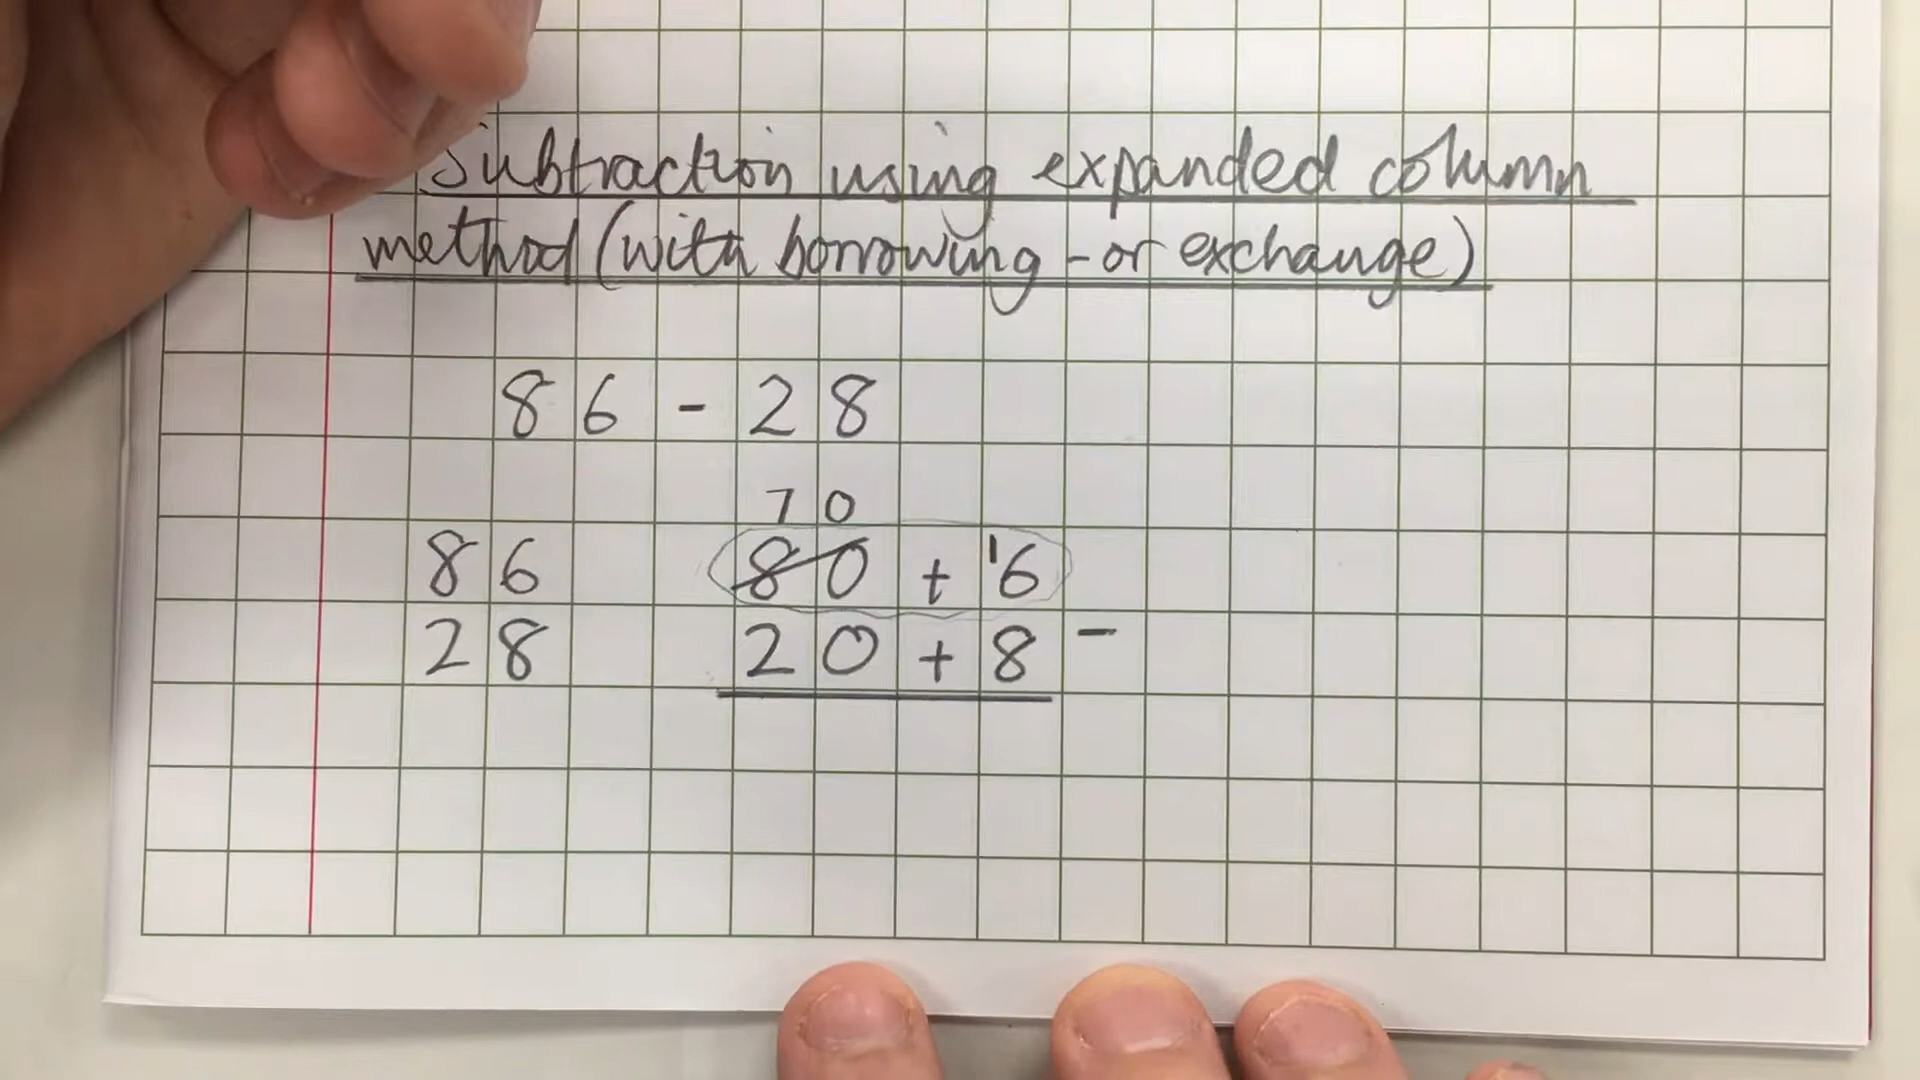 Subtraction using expanded column
method (with borrowing - or exchange)
86 - 28
70
86 80 + 16
28 20 + 8 -